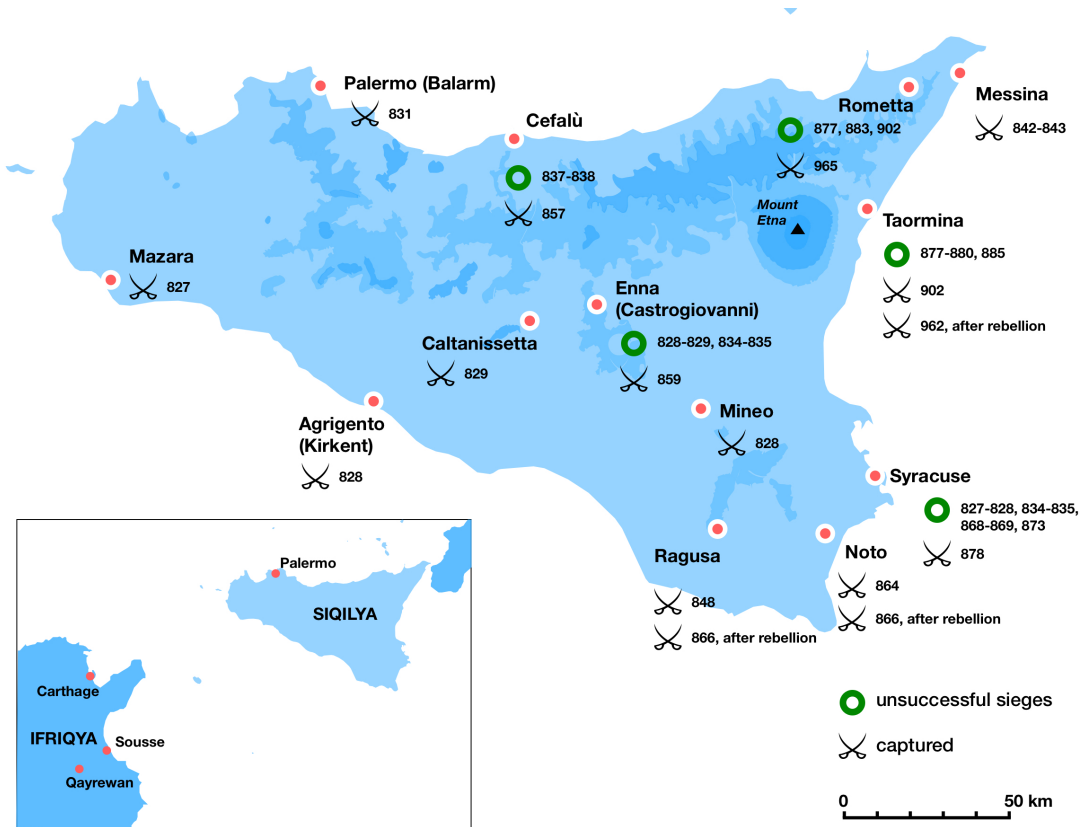 Palermo (Balarm)
831
Cefalù
837-838
857
Rometta
877, 883, 902
965
Messina
842-843
Mount
Etna
Taormina
877-880, 885
902
962, after rebellion
Mazara
827
Enna
(Castrogiovanni)
828-829, 834-835
859
Caltanissetta
829
Agrigento
(Kirkent)
828
Mineo
828
Syracuse
827-828, 834-835,
868-869, 873
878
Ragusa
848
866, after rebellion
Noto
864
866, after rebellion
Palermo
SIQILYA
Carthage
IFRIQYA
Sousse
Qayrewan
unsuccessful sieges
captured
0
50 km